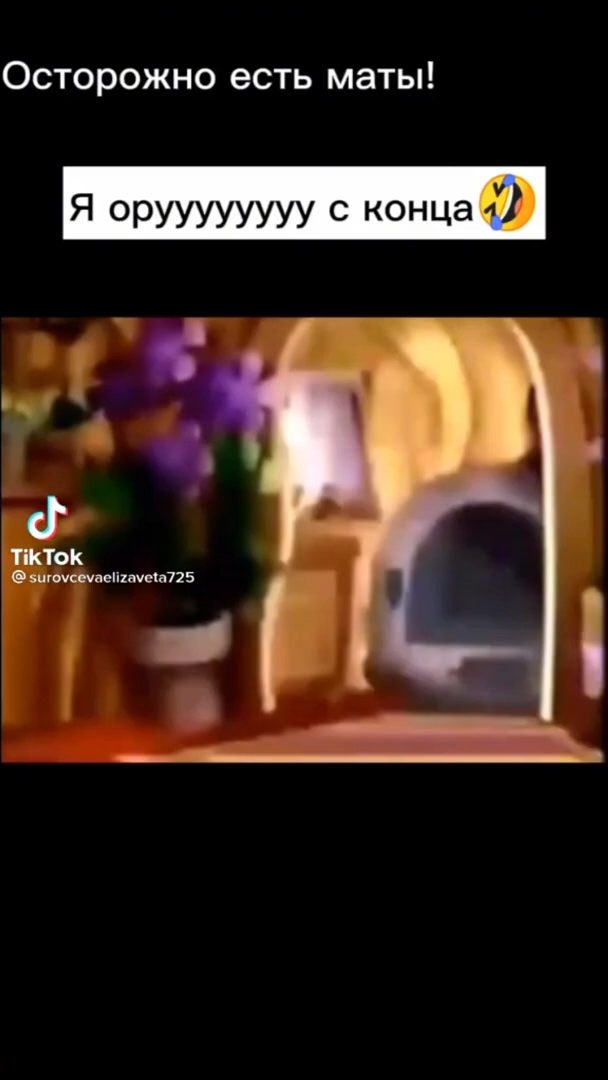 Осторожно есть маты!
Я оруууууууу с конца🤣
TikTok
@surovcevaelizaveta725